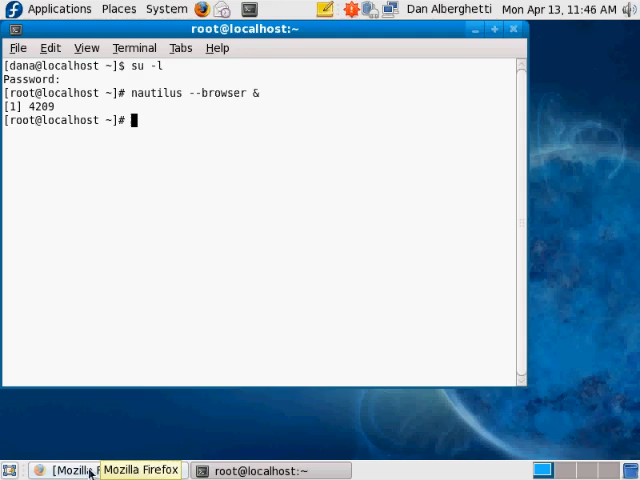 Applications Places System Dan Alberghetti Mon Apr 13, 11:46 AM
root@localhost:~
File Edit View Terminal Tabs Help
[dana@localhost ~]$ su -l
Password:
[root@localhost ~]# nautilus --browser &
[1] 4209
[root@localhost ~]#
[Mozilla F Mozilla Firefox root@localhost:~